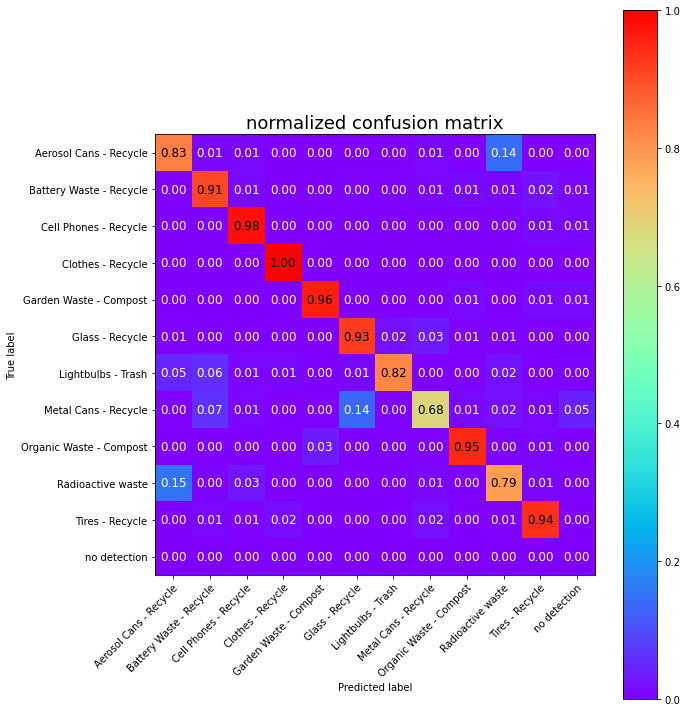 normalized confusion matrix
True label
Aerosol Cans - Recycle 0.83 0.01 0.01 0.00 0.00 0.00 0.00 0.01 0.00 0.14 0.00 0.00
Battery Waste - Recycle 0.00 0.91 0.01 0.00 0.00 0.00 0.00 0.01 0.01 0.01 0.02 0.01
Cell Phones - Recycle 0.00 0.00 0.98 0.00 0.00 0.00 0.00 0.00 0.00 0.00 0.01 0.01
Clothes - Recycle 0.00 0.00 0.00 1.00 0.00 0.00 0.00 0.00 0.00 0.00 0.00 0.00
Garden Waste - Compost 0.00 0.00 0.00 0.00 0.96 0.00 0.00 0.00 0.01 0.00 0.01 0.01
Glass - Recycle 0.01 0.00 0.00 0.00 0.00 0.93 0.02 0.03 0.01 0.01 0.00 0.00
Lightbulbs - Trash 0.05 0.06 0.01 0.01 0.00 0.01 0.82 0.00 0.00 0.02 0.00 0.00
Metal Cans - Recycle 0.00 0.07 0.01 0.00 0.00 0.14 0.00 0.68 0.01 0.02 0.01 0.05
Organic Waste - Compost 0.00 0.00 0.00 0.00 0.03 0.00 0.00 0.00 0.95 0.00 0.01 0.00
Radioactive waste 0.15 0.00 0.03 0.00 0.00 0.00 0.00 0.01 0.00 0.79 0.01 0.00
Tires - Recycle 0.00 0.01 0.01 0.02 0.00 0.00 0.00 0.02 0.00 0.01 0.94 0.00
no detection 0.00 0.00 0.00 0.00 0.00 0.00 0.00 0.00 0.00 0.00 0.00 0.00
Aerosol Cans - Recycle
Battery Waste - Recycle
Cell Phones - Recycle
Clothes - Recycle
Garden Waste - Compost
Glass - Recycle
Lightbulbs - Trash
Metal Cans - Recycle
Organic Waste - Compost
Radioactive waste
Tires - Recycle
no detection
Predicted label
1.0
0.8
0.6
0.4
0.2
0.0